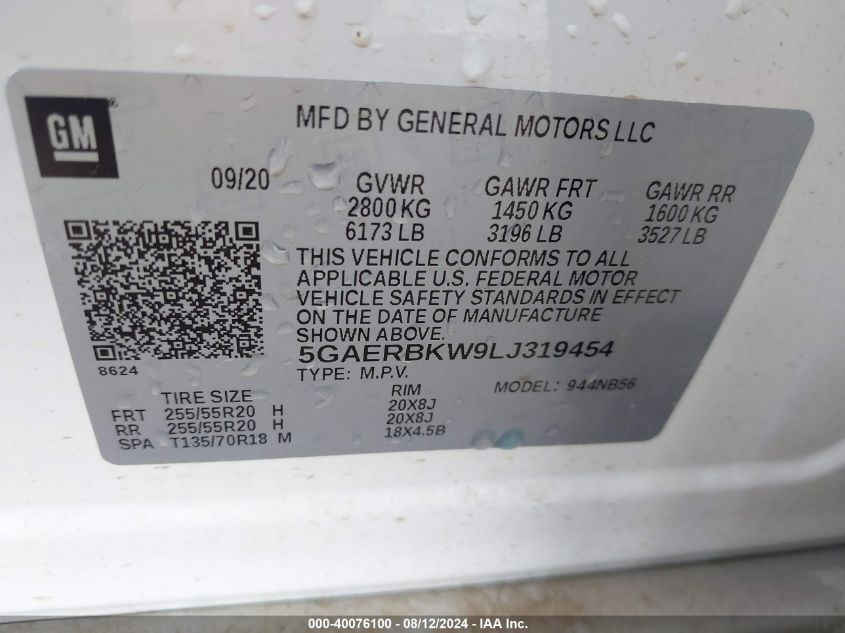 GM
MFD BY GENERAL MOTORS LLC
09/20 GVWR GAWR FRT GAWR RR
2800 KG 1450 KG 1600 KG
6173 LB 3196 LB 3527 LB
THIS VEHICLE CONFORMS TO ALL
APPLICABLE U.S. FEDERAL MOTOR
VEHICLE SAFETY STANDARDS IN EFFECT
ON THE DATE OF MANUFACTURE
SHOWN ABOVE.
5GAERBKW9LJ319454
8624
TYPE: M.P.V. MODEL: 944NB56
TIRE SIZE RIM
FRT 255/55R20 H 20X8J
RR 255/55R20 H 20X8J
SPA T135/70R18 M 18X4.5B
000-40076100 - 08/12/2024 - IAA Inc.